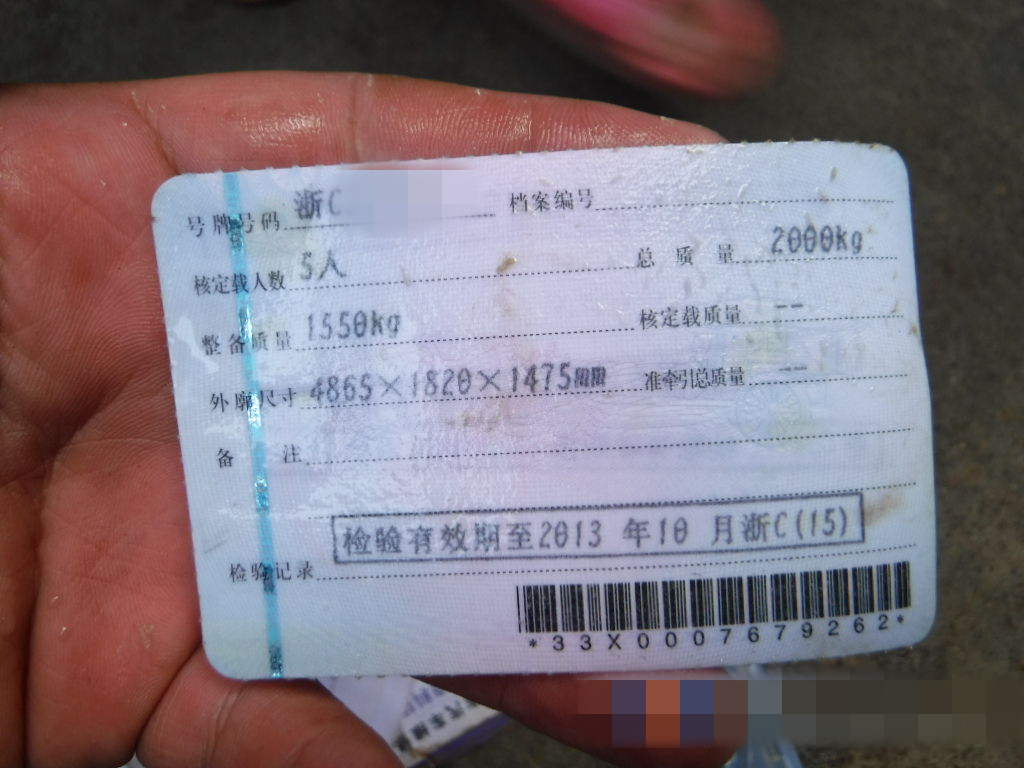 号牌号码 浙C 档案编号
核定载人数 5人 总质量 2000kg
整备质量 1550kg 核定载质量 --
外廓尺寸 4865×1820×1475mm 准牵引总质量 --
备注
检验有效期至2013 年10 月浙C(15)
检验记录
*33X0007679262*
汽车